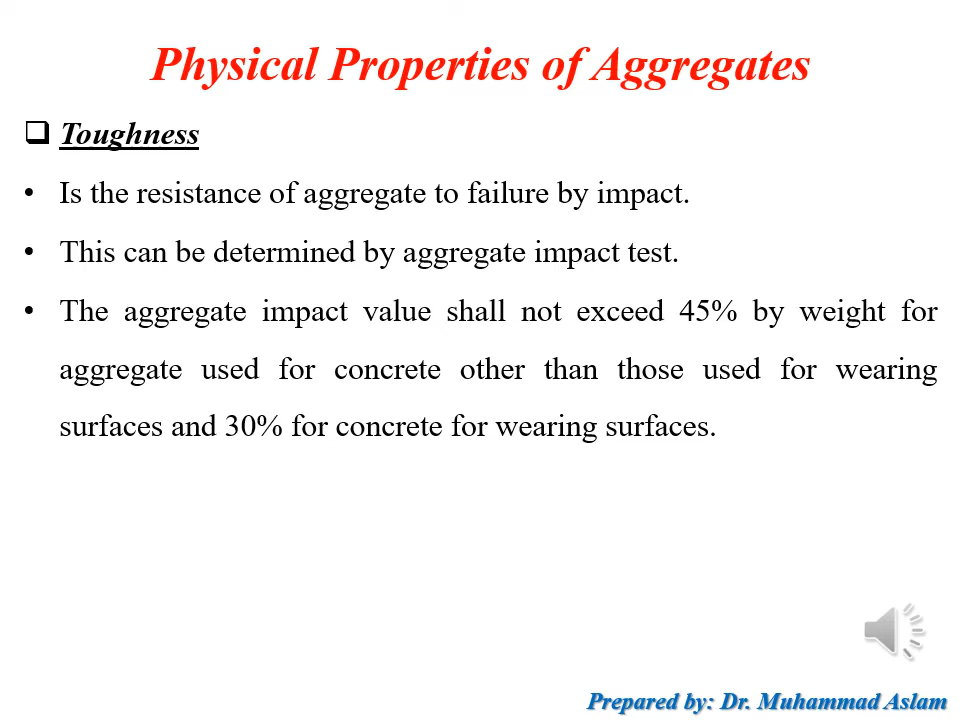 Physical Properties of Aggregates
❑ Toughness
• Is the resistance of aggregate to failure by impact.
• This can be determined by aggregate impact test.
• The aggregate impact value shall not exceed 45% by weight for
aggregate used for concrete other than those used for wearing
surfaces and 30% for concrete for wearing surfaces.
Prepared by: Dr. Muhammad Aslam